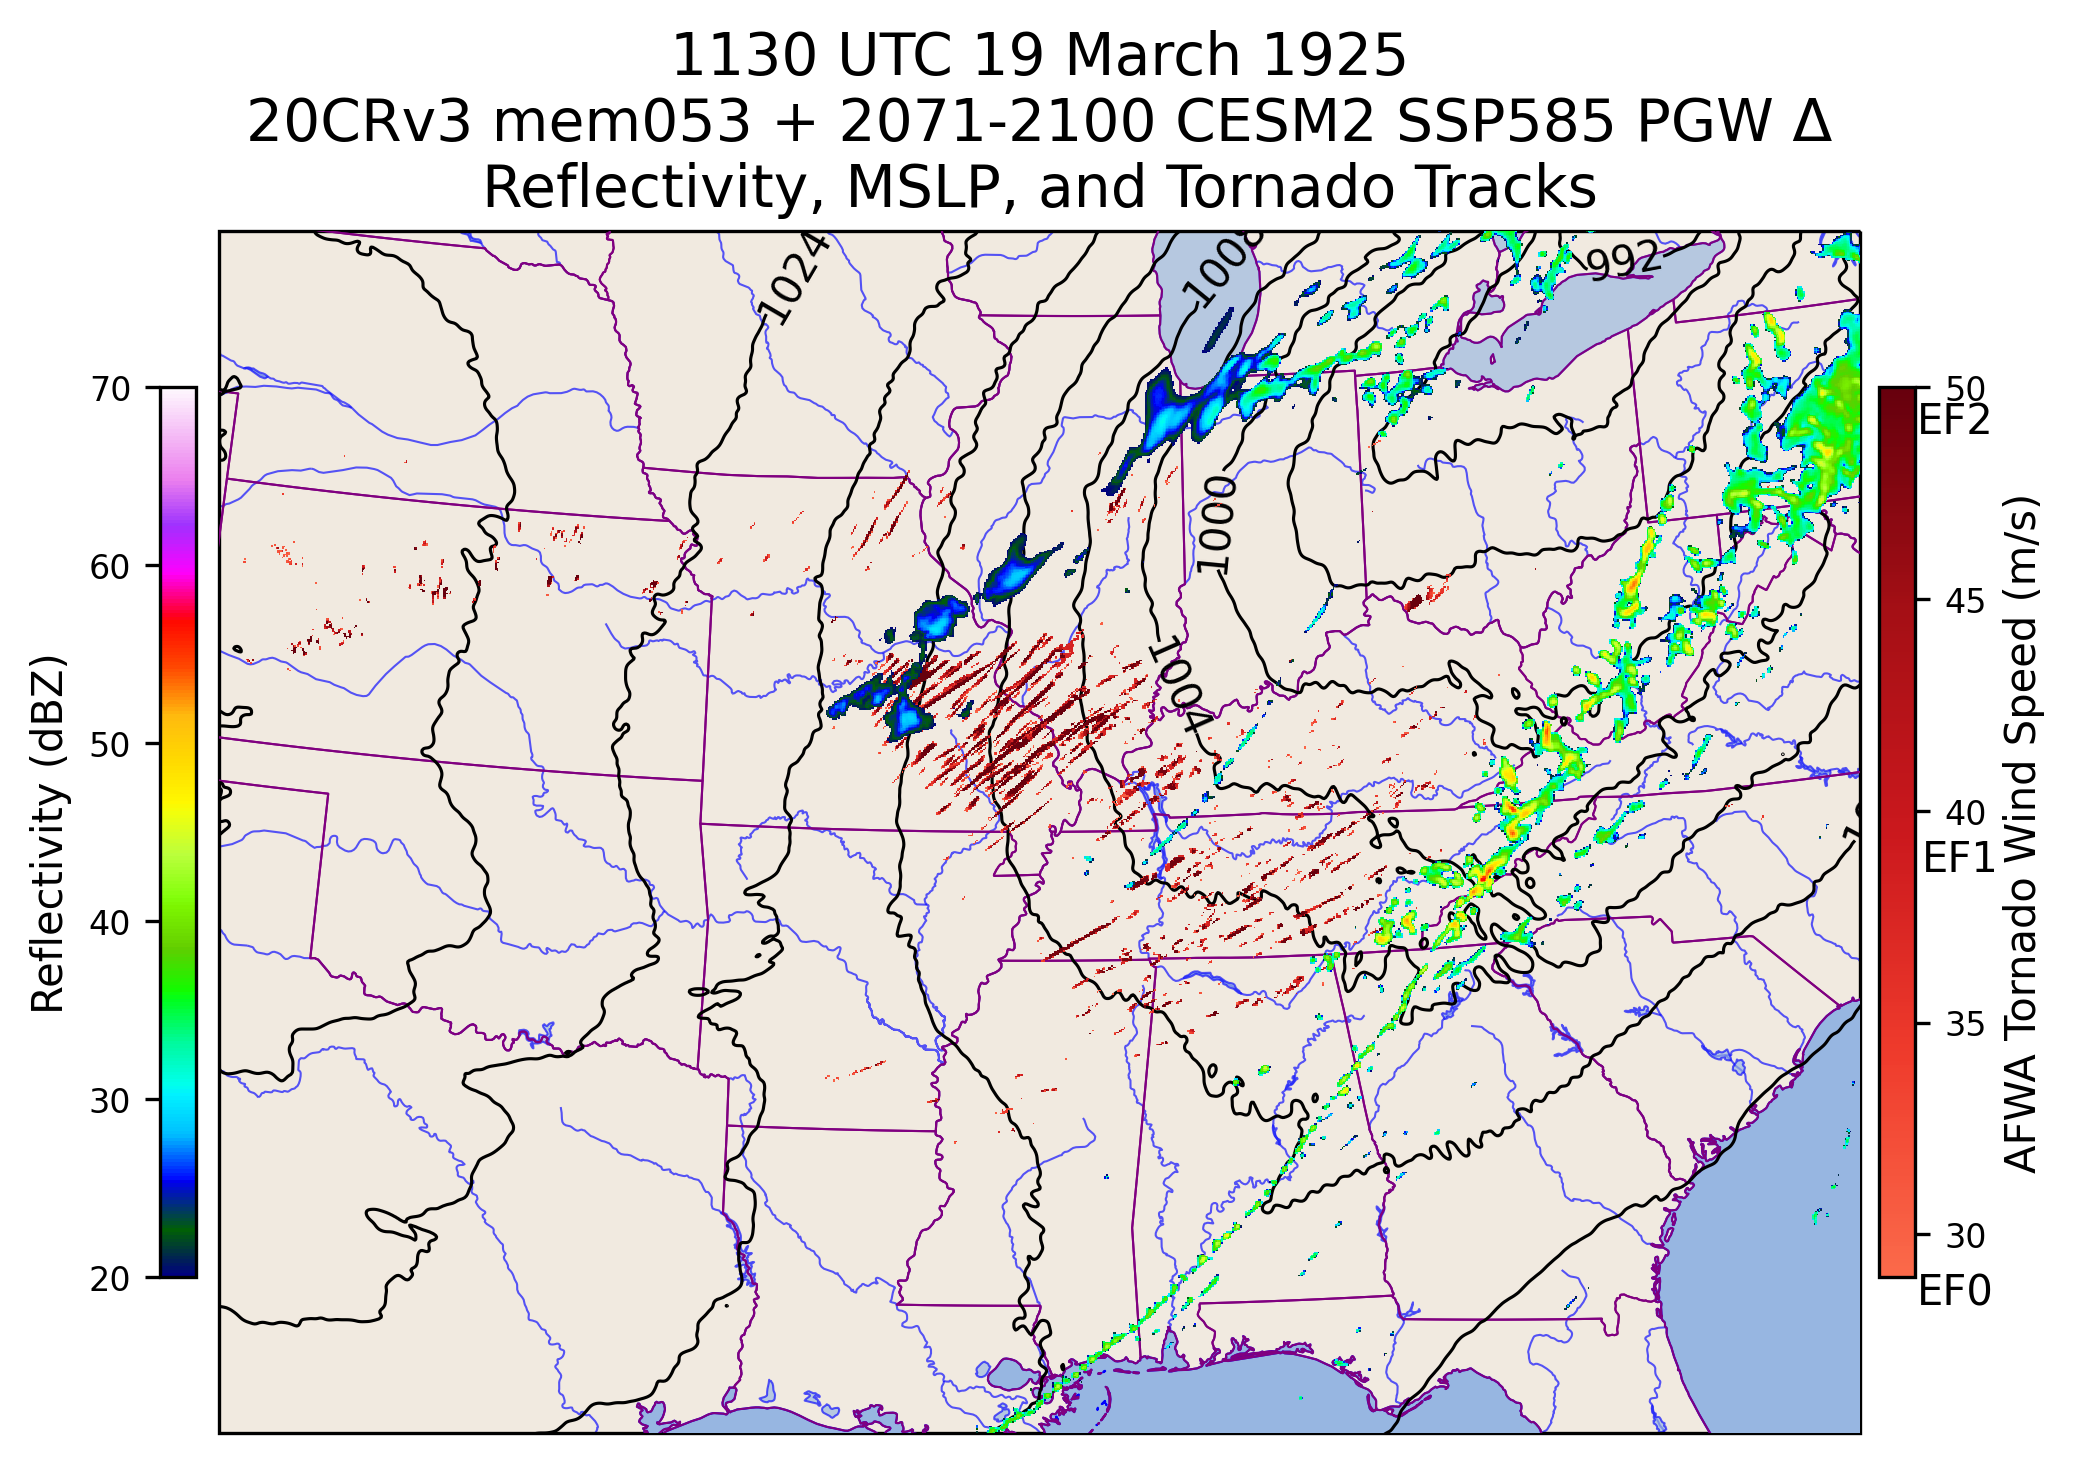 1130 UTC 19 March 1925
20CRv3 mem053 + 2071-2100 CESM2 SSP585 PGW Δ
Reflectivity, MSLP, and Tornado Tracks
1024
1008
992
1000
1004
Reflectivity (dBZ)
70
60
50
40
30
20
50
EF2
45
40
EF1
35
30
EF0
AFWA Tornado Wind Speed (m/s)